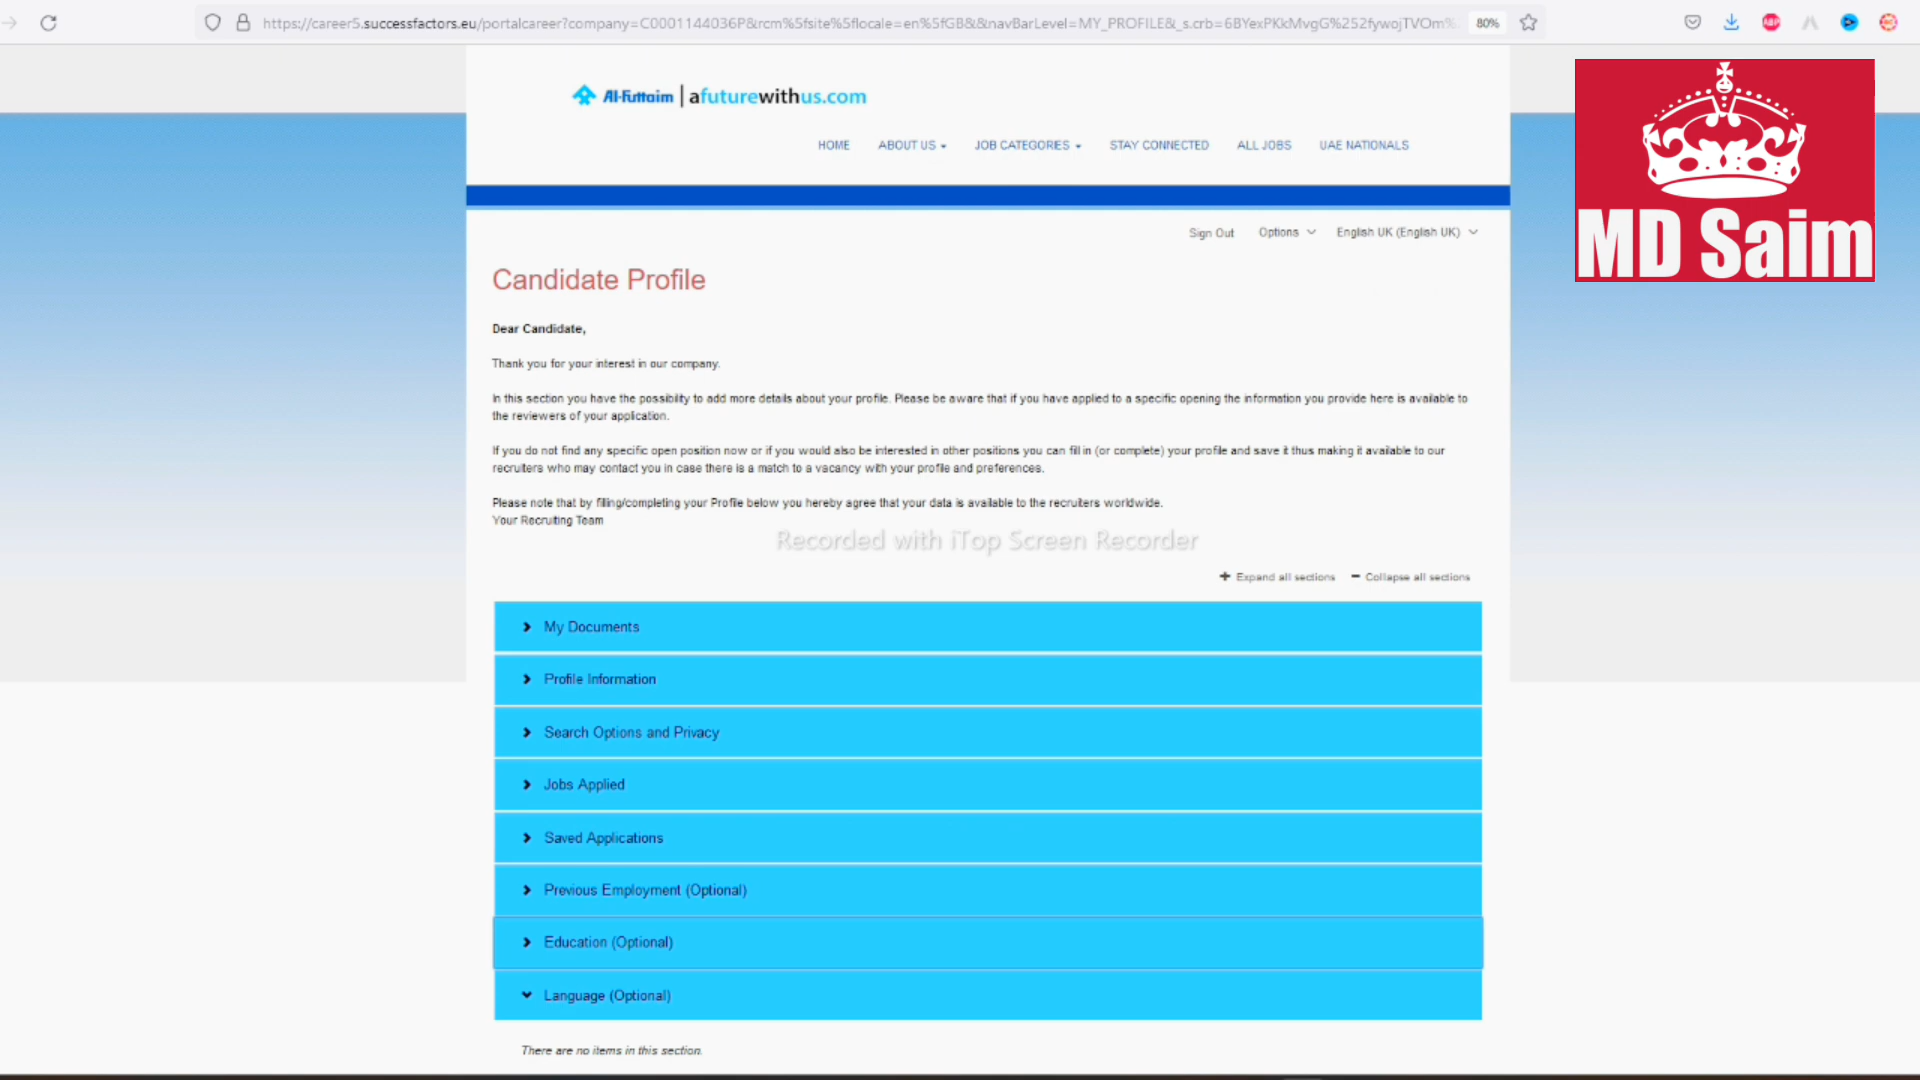 https://career5.successfactors.eu/portalcareer?company=C0001144036P&rcm%5fsite%5flocale=en%5fGB&&navBarLevel=MY_PROFILE&_s.crb=6BYexPKkMvgG%252fywojTVOm%
80%
ABP
Al-Futtaim | afuturewithus.com
HOME ABOUT US JOB CATEGORIES STAY CONNECTED ALL JOBS UAE NATIONALS
MD Saim
Sign Out Options English UK (English UK)
Candidate Profile
Dear Candidate,
Thank you for your interest in our company.
In this section you have the possibility to add more details about your profile. Please be aware that if you have applied to a specific opening the information you provide here is available to
the reviewers of your application.
If you do not find any specific open position now or if you would also be interested in other positions you can fill in (or complete) your profile and save it thus making it available to our
recruiters who may contact you in case there is a match to a vacancy with your profile and preferences.
Please note that by filling/completing your Profile below you hereby agree that your data is available to the recruiters worldwide.
Your Recruiting Team
Recorded with iTop Screen Recorder
Expand all sections Collapse all sections
My Documents
Profile Information
Search Options and Privacy
Jobs Applied
Saved Applications
Previous Employment (Optional)
Education (Optional)
Language (Optional)
There are no items in this section.